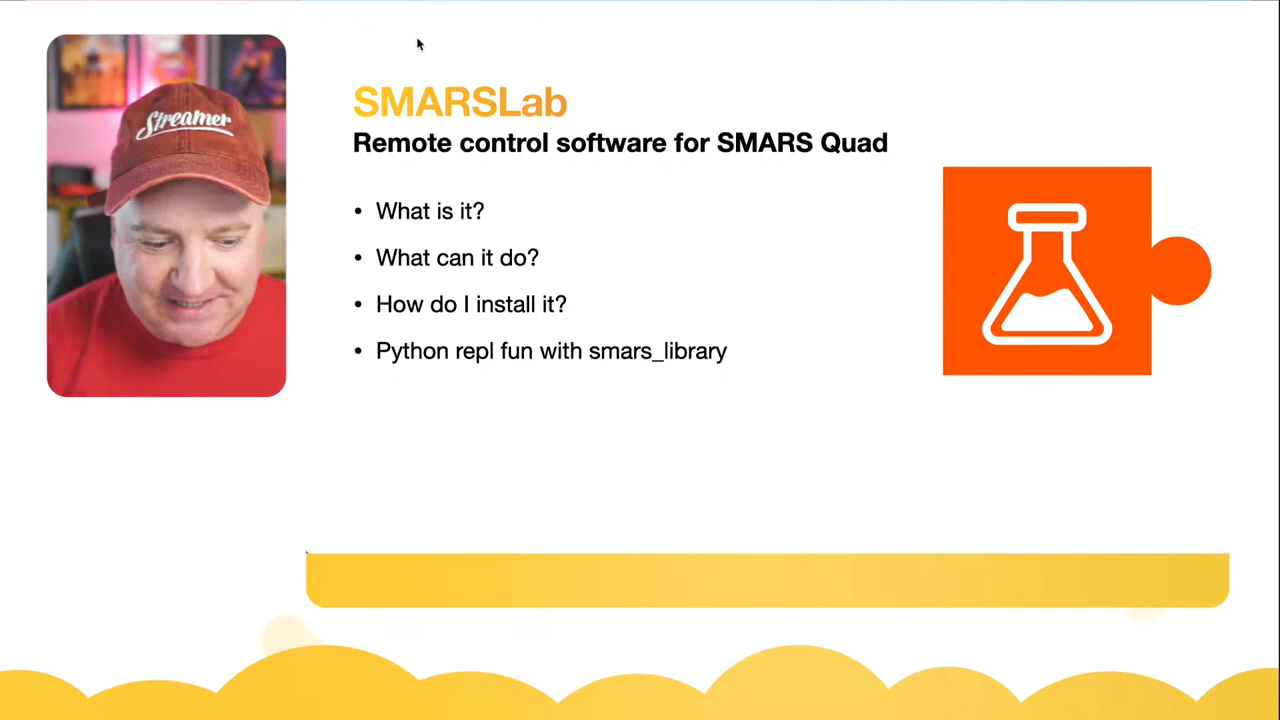 Streamer
SMARSLab
Remote control software for SMARS Quad
• What is it?
• What can it do?
• How do I install it?
• Python repl fun with smars_library